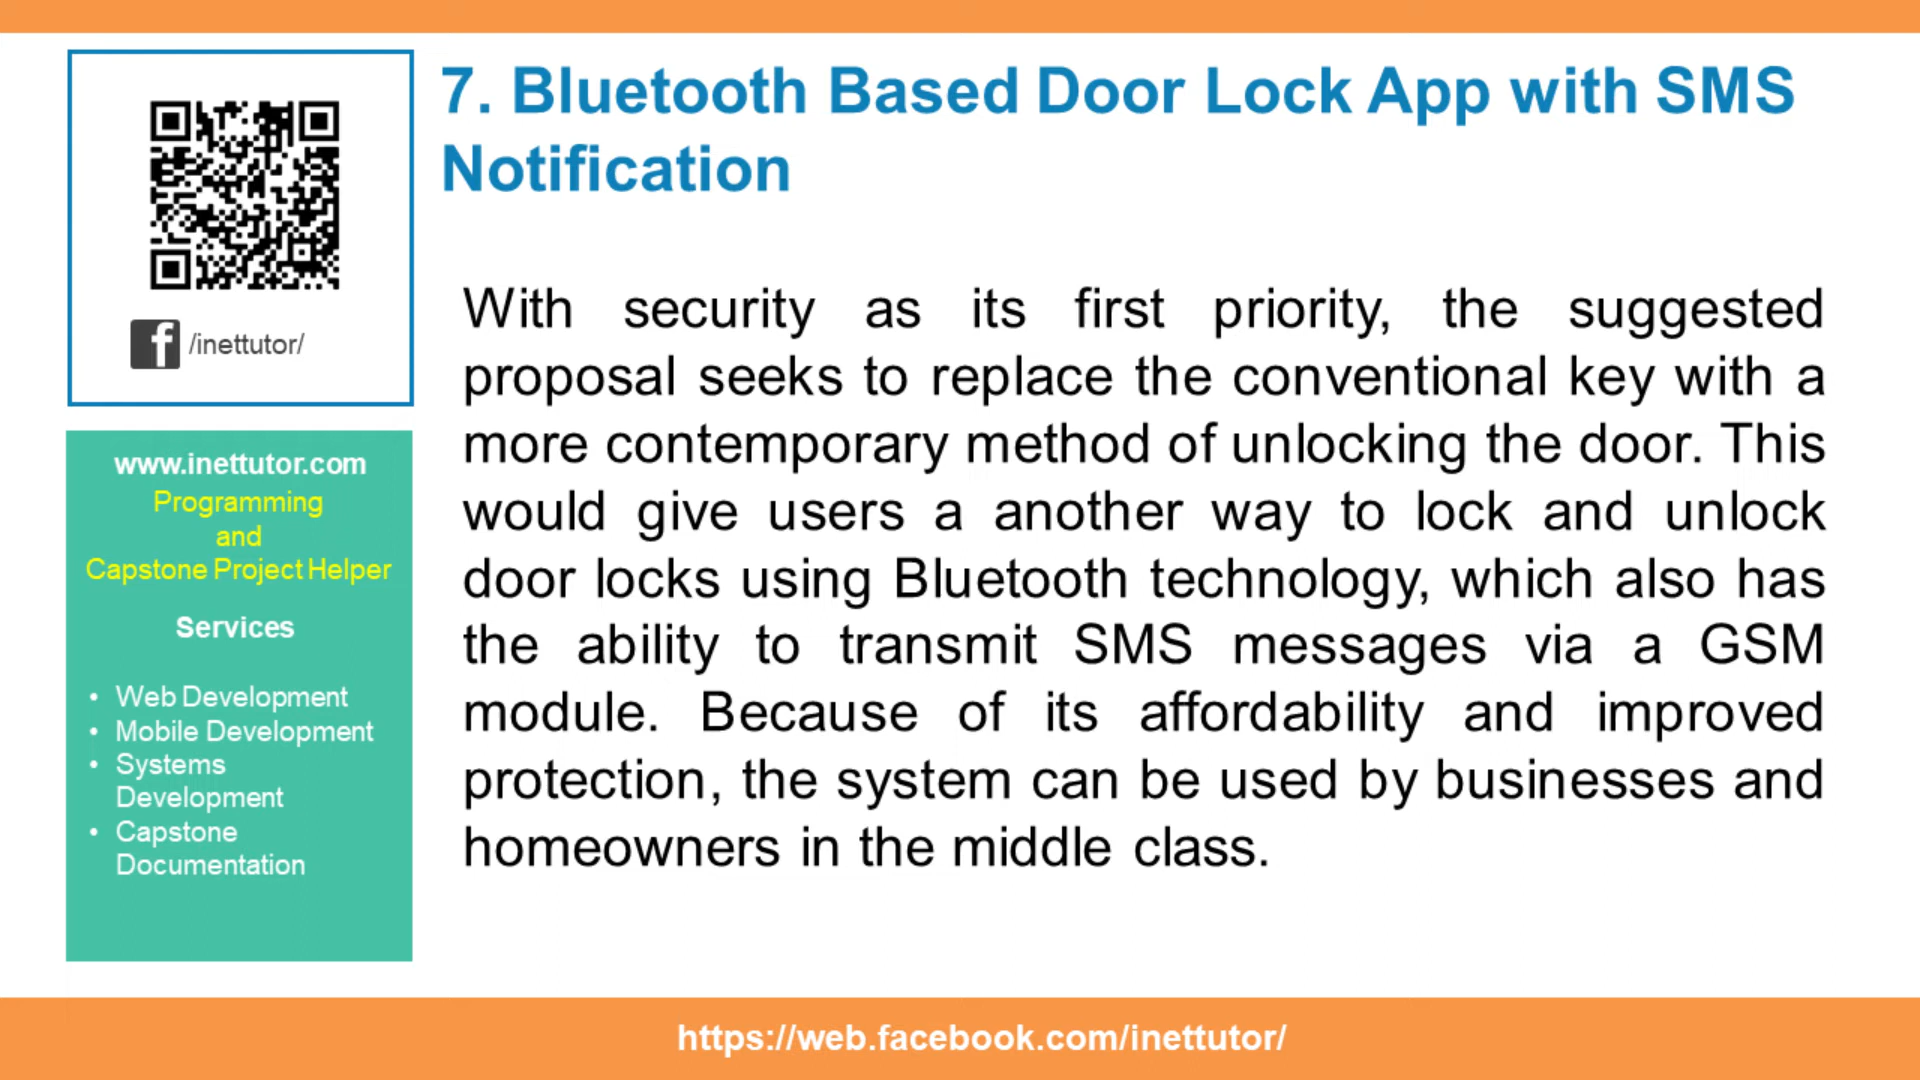 7. Bluetooth Based Door Lock App with SMS
Notification
/inettutor/
www.inettutor.com
Programming
and
Capstone Project Helper
Services
• Web Development
• Mobile Development
• Systems
Development
• Capstone
Documentation
With security as its first priority, the suggested
proposal seeks to replace the conventional key with a
more contemporary method of unlocking the door. This
would give users a another way to lock and unlock
door locks using Bluetooth technology, which also has
the ability to transmit SMS messages via a GSM
module. Because of its affordability and improved
protection, the system can be used by businesses and
homeowners in the middle class.
https://web.facebook.com/inettutor/